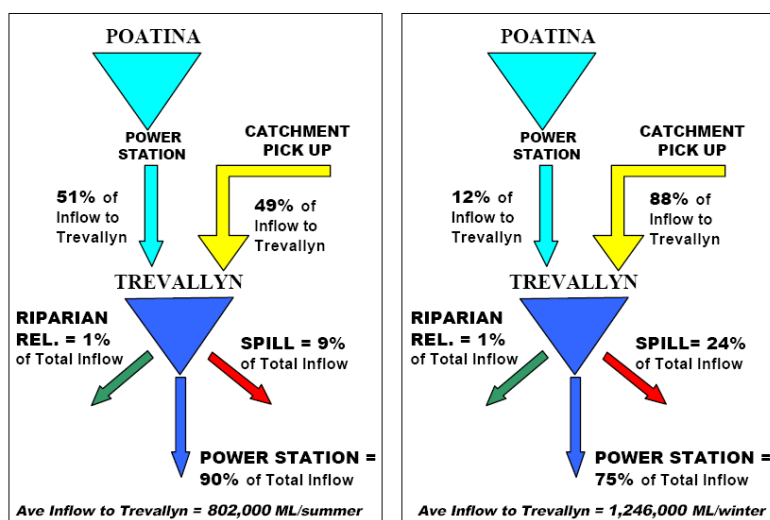 POATINA
POWER
STATION
CATCHMENT
PICK UP
51% of
Inflow to
Trevallyn
49% of
Inflow to
Trevallyn
TREVALLYN
RIPARIAN
REL. = 1%
of Total Inflow
SPILL = 9%
of Total Inflow
POWER STATION =
90% of Total Inflow
Ave Inflow to Trevallyn = 802,000 ML/summer
POATINA
POWER
STATION
CATCHMENT
PICK UP
12% of
Inflow to
Trevallyn
88% of
Inflow to
Trevallyn
TREVALLYN
RIPARIAN
REL. = 1%
of Total Inflow
SPILL= 24%
of Total Inflow
POWER STATION =
75% of Total Inflow
Ave Inflow to Trevallyn = 1,246,000 ML/winter